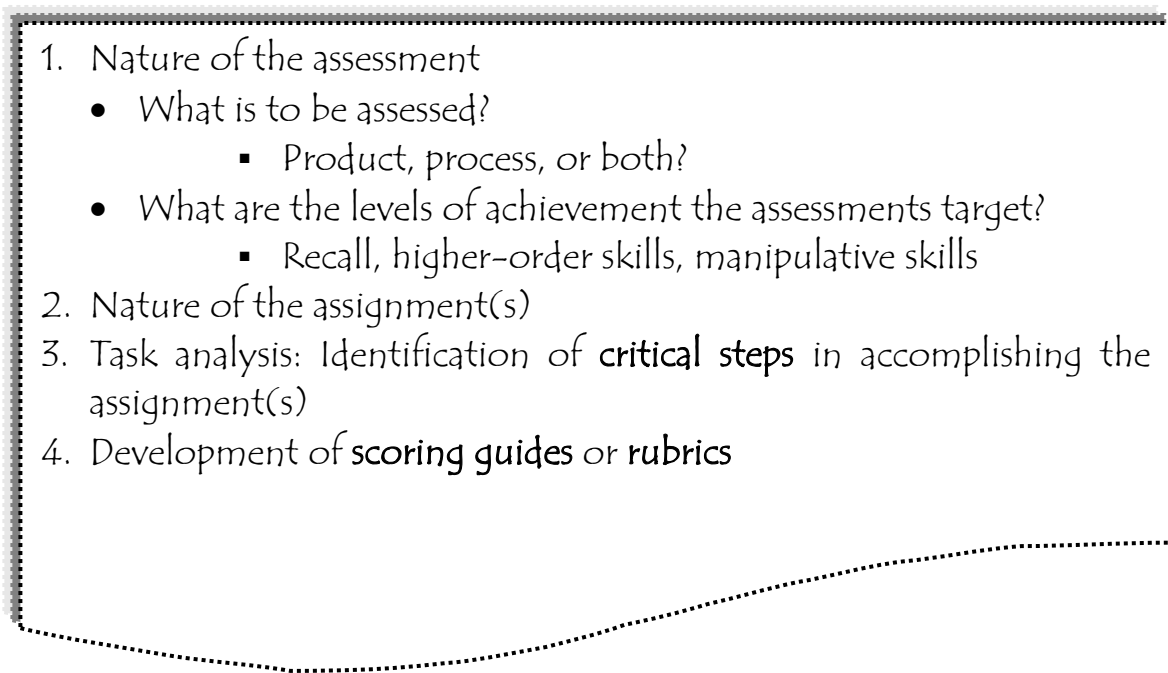 1. Nature of the assessment
• What is to be assessed?
▪ Product, process, or both?
• What are the levels of achievement the assessments target?
▪ Recall, higher-order skills, manipulative skills
2. Nature of the assignment(s)
3. Task analysis: Identification of critical steps in accomplishing the
assignment(s)
4. Development of scoring guides or rubrics